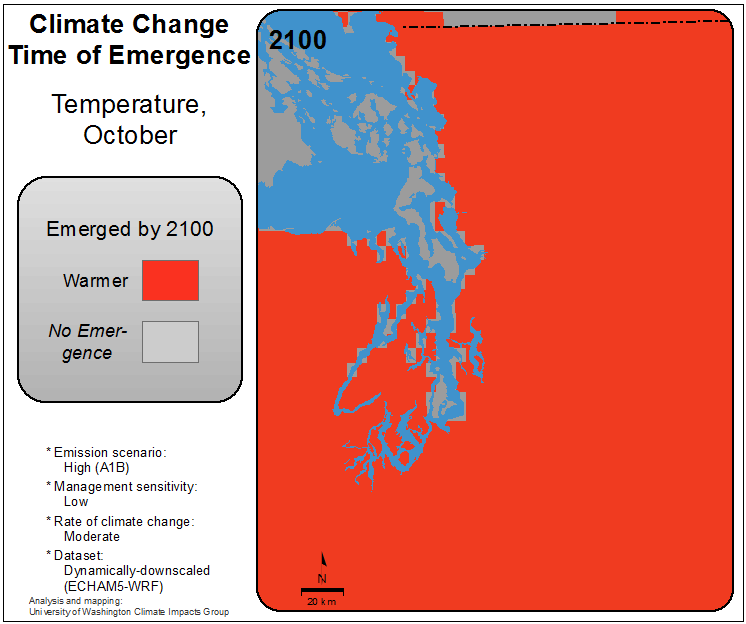 Climate Change
Time of Emergence
Temperature,
October
Emerged by 2100
Warmer
No Emer-
gence
* Emission scenario:
High (A1B)
* Management sensitivity:
Low
* Rate of climate change:
Moderate
* Dataset:
Dynamically-downscaled
(ECHAM5-WRF)
Analysis and mapping:
University of Washington Climate Impacts Group
2100
N
20 km